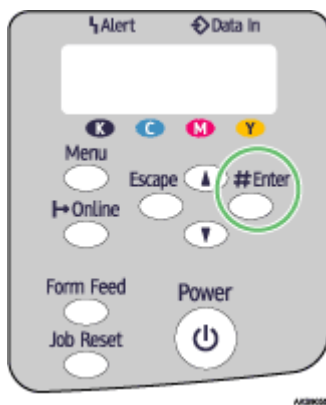 Alert Data In
K C M Y
Menu
Escape #Enter
Online
Form Feed Power
Job Reset